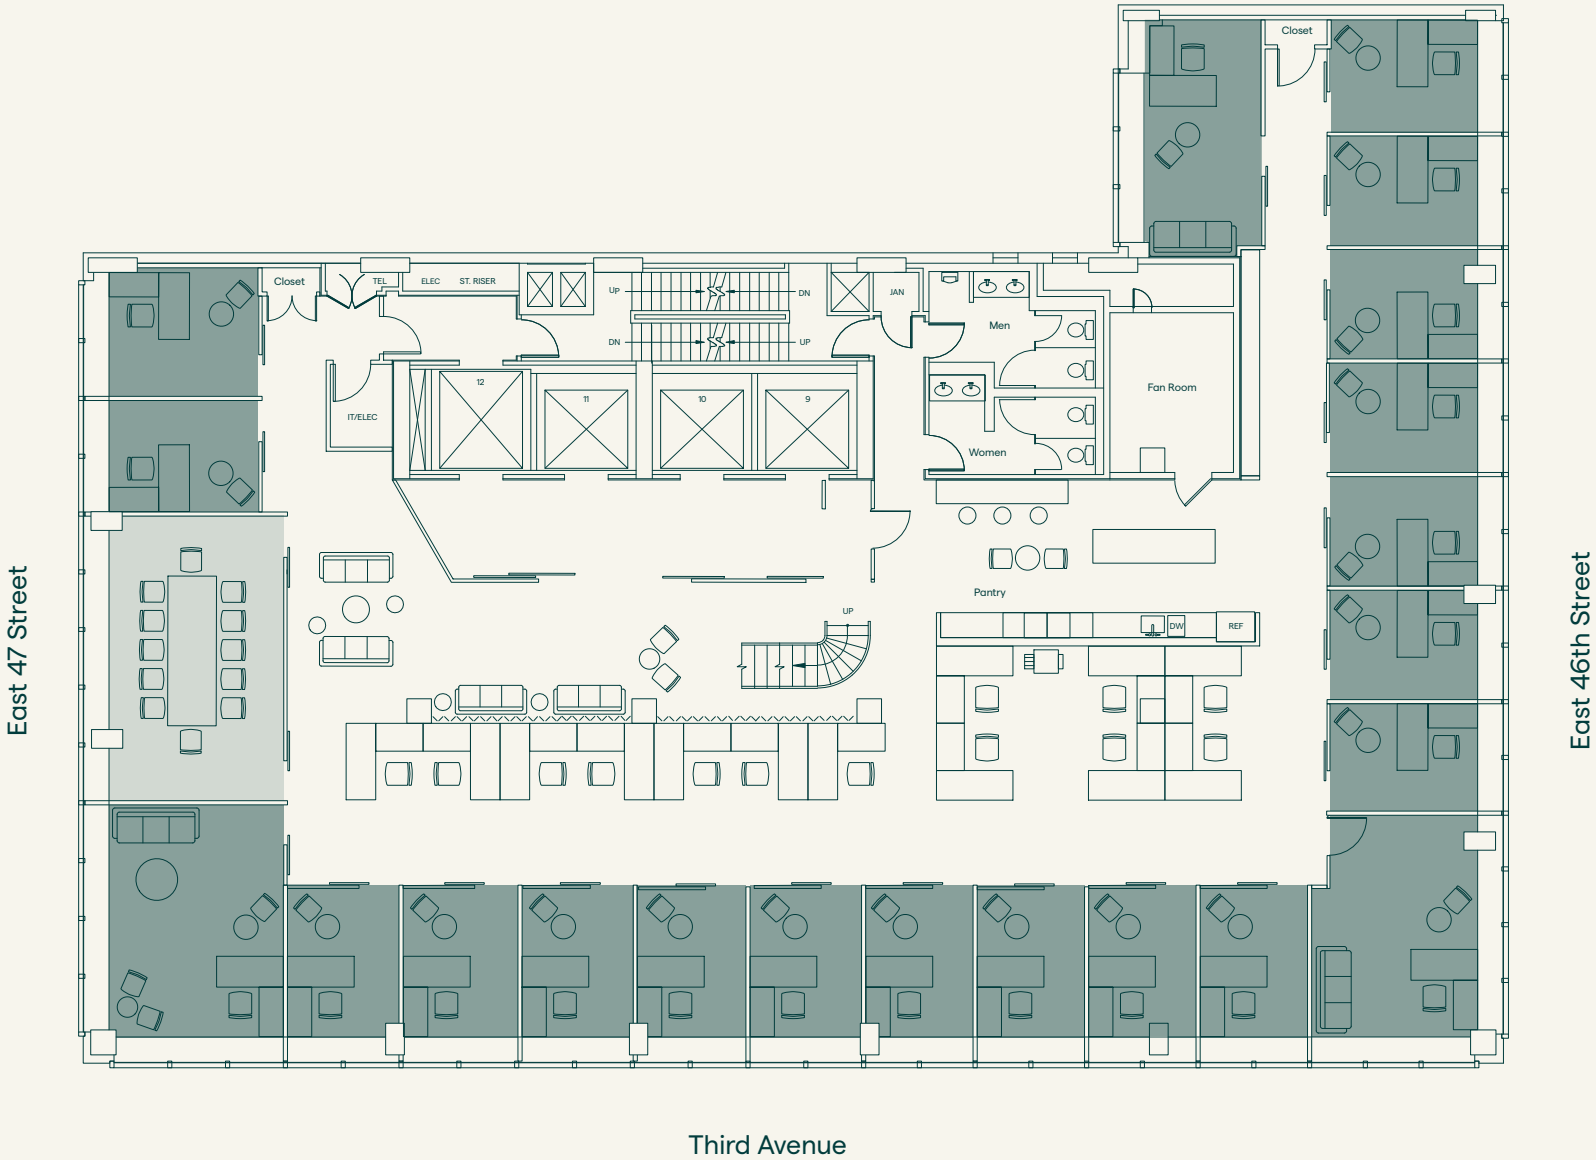 Closet
Closet
TEL
ELEC
ST. RISER
UP
DN
DN
UP
JAN
Men
12
11
10
9
IT/ELEC
Fan Room
Women
Pantry
UP
DW
REF
East 47 Street
East 46th Street
Third Avenue